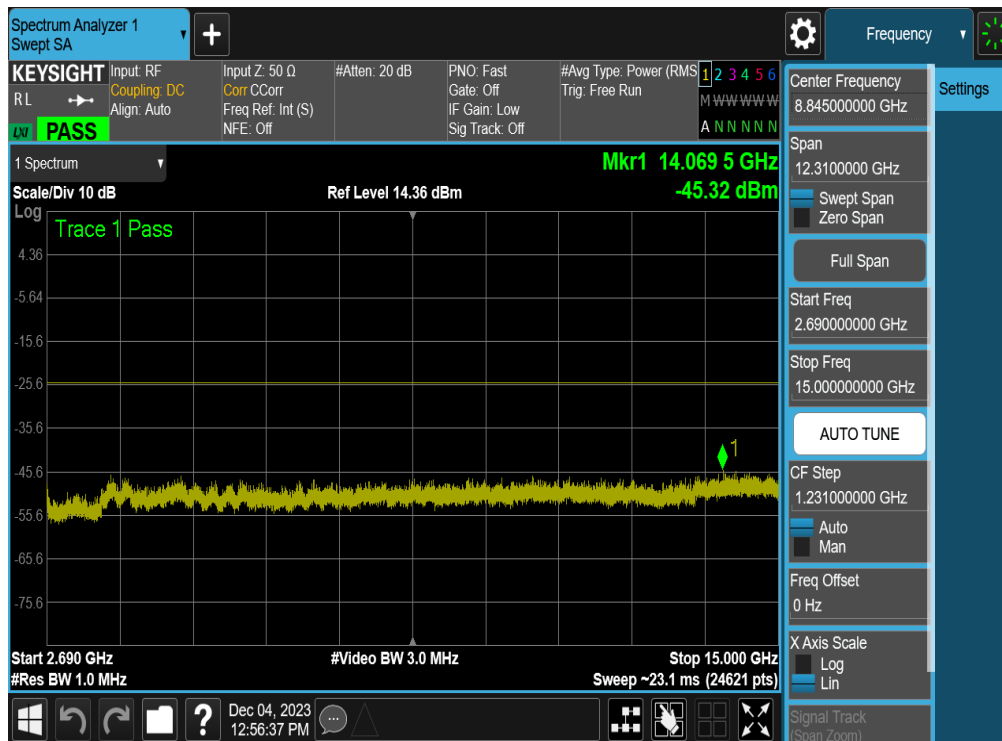 Spectrum Analyzer 1
Swept SA
+
Frequency
KEYSIGHT
R L
LXI PASS
Input: RF
Coupling: DC
Align: Auto
Input Z: 50 Ω
Corr CCorr
Freq Ref: Int (S)
NFE: Off
#Atten: 20 dB
PNO: Fast
Gate: Off
IF Gain: Low
Sig Track: Off
#Avg Type: Power (RMS
Trig: Free Run
1 2 3 4 5 6
M W W W W W
A N N N N N
1 Spectrum
Scale/Div 10 dB
Ref Level 14.36 dBm
Mkr1 14.069 5 GHz
-45.32 dBm
Log
Trace 1 Pass
4.36
-5.64
-15.6
-25.6
-35.6
-45.6
-55.6
-65.6
-75.6
1
Start 2.690 GHz
#Video BW 3.0 MHz
Stop 15.000 GHz
#Res BW 1.0 MHz
Sweep ~23.1 ms (24621 pts)
Center Frequency
8.845000000 GHz
Settings
Span
12.3100000 GHz
Swept Span
Zero Span
Full Span
Start Freq
2.690000000 GHz
Stop Freq
15.000000000 GHz
AUTO TUNE
CF Step
1.231000000 GHz
Auto
Man
Freq Offset
0 Hz
X Axis Scale
Log
Lin
Signal Track
(Span Zoom)
?
Dec 04, 2023
12:56:37 PM